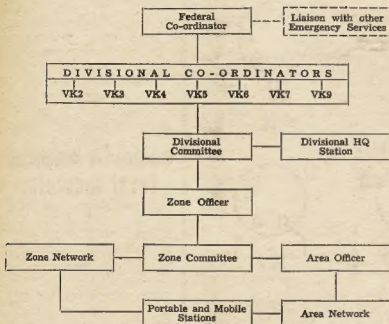 Federal
Co-ordinator
Liaison with other
Emergency Services
DIVISIONAL CO-ORDINATORS
VK2 VK3 VK4 VK5 VK6 VK7 VK9
Divisional
Committee
Divisional HQ
Station
Zone Officer
Zone Network
Zone Committee
Area Officer
Portable and Mobile
Stations
Area Network